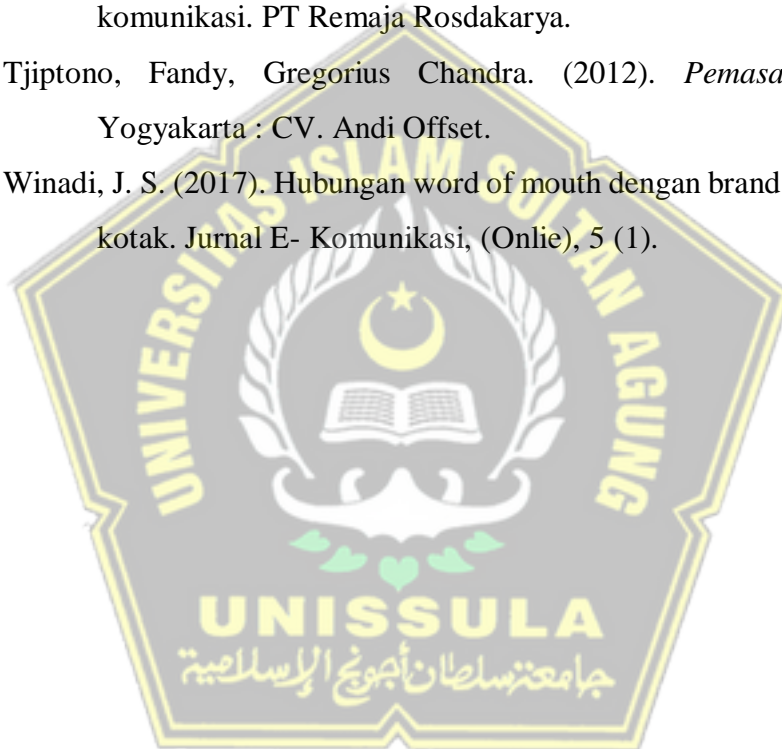 komunikasi. PT Remaja Rosdakarya.
Tjiptono, Fandy, Gregorius Chandra. (2012). Pemasa
Yogyakarta : CV. Andi Offset.
Winadi, J. S. (2017). Hubungan word of mouth dengan brand
kotak. Jurnal E- Komunikasi, (Onlie), 5 (1).
UNIVERSITAS ISLAM SULTAN AGUNG
UNISSULA
جامعة سلطان أجونج الإسلامية